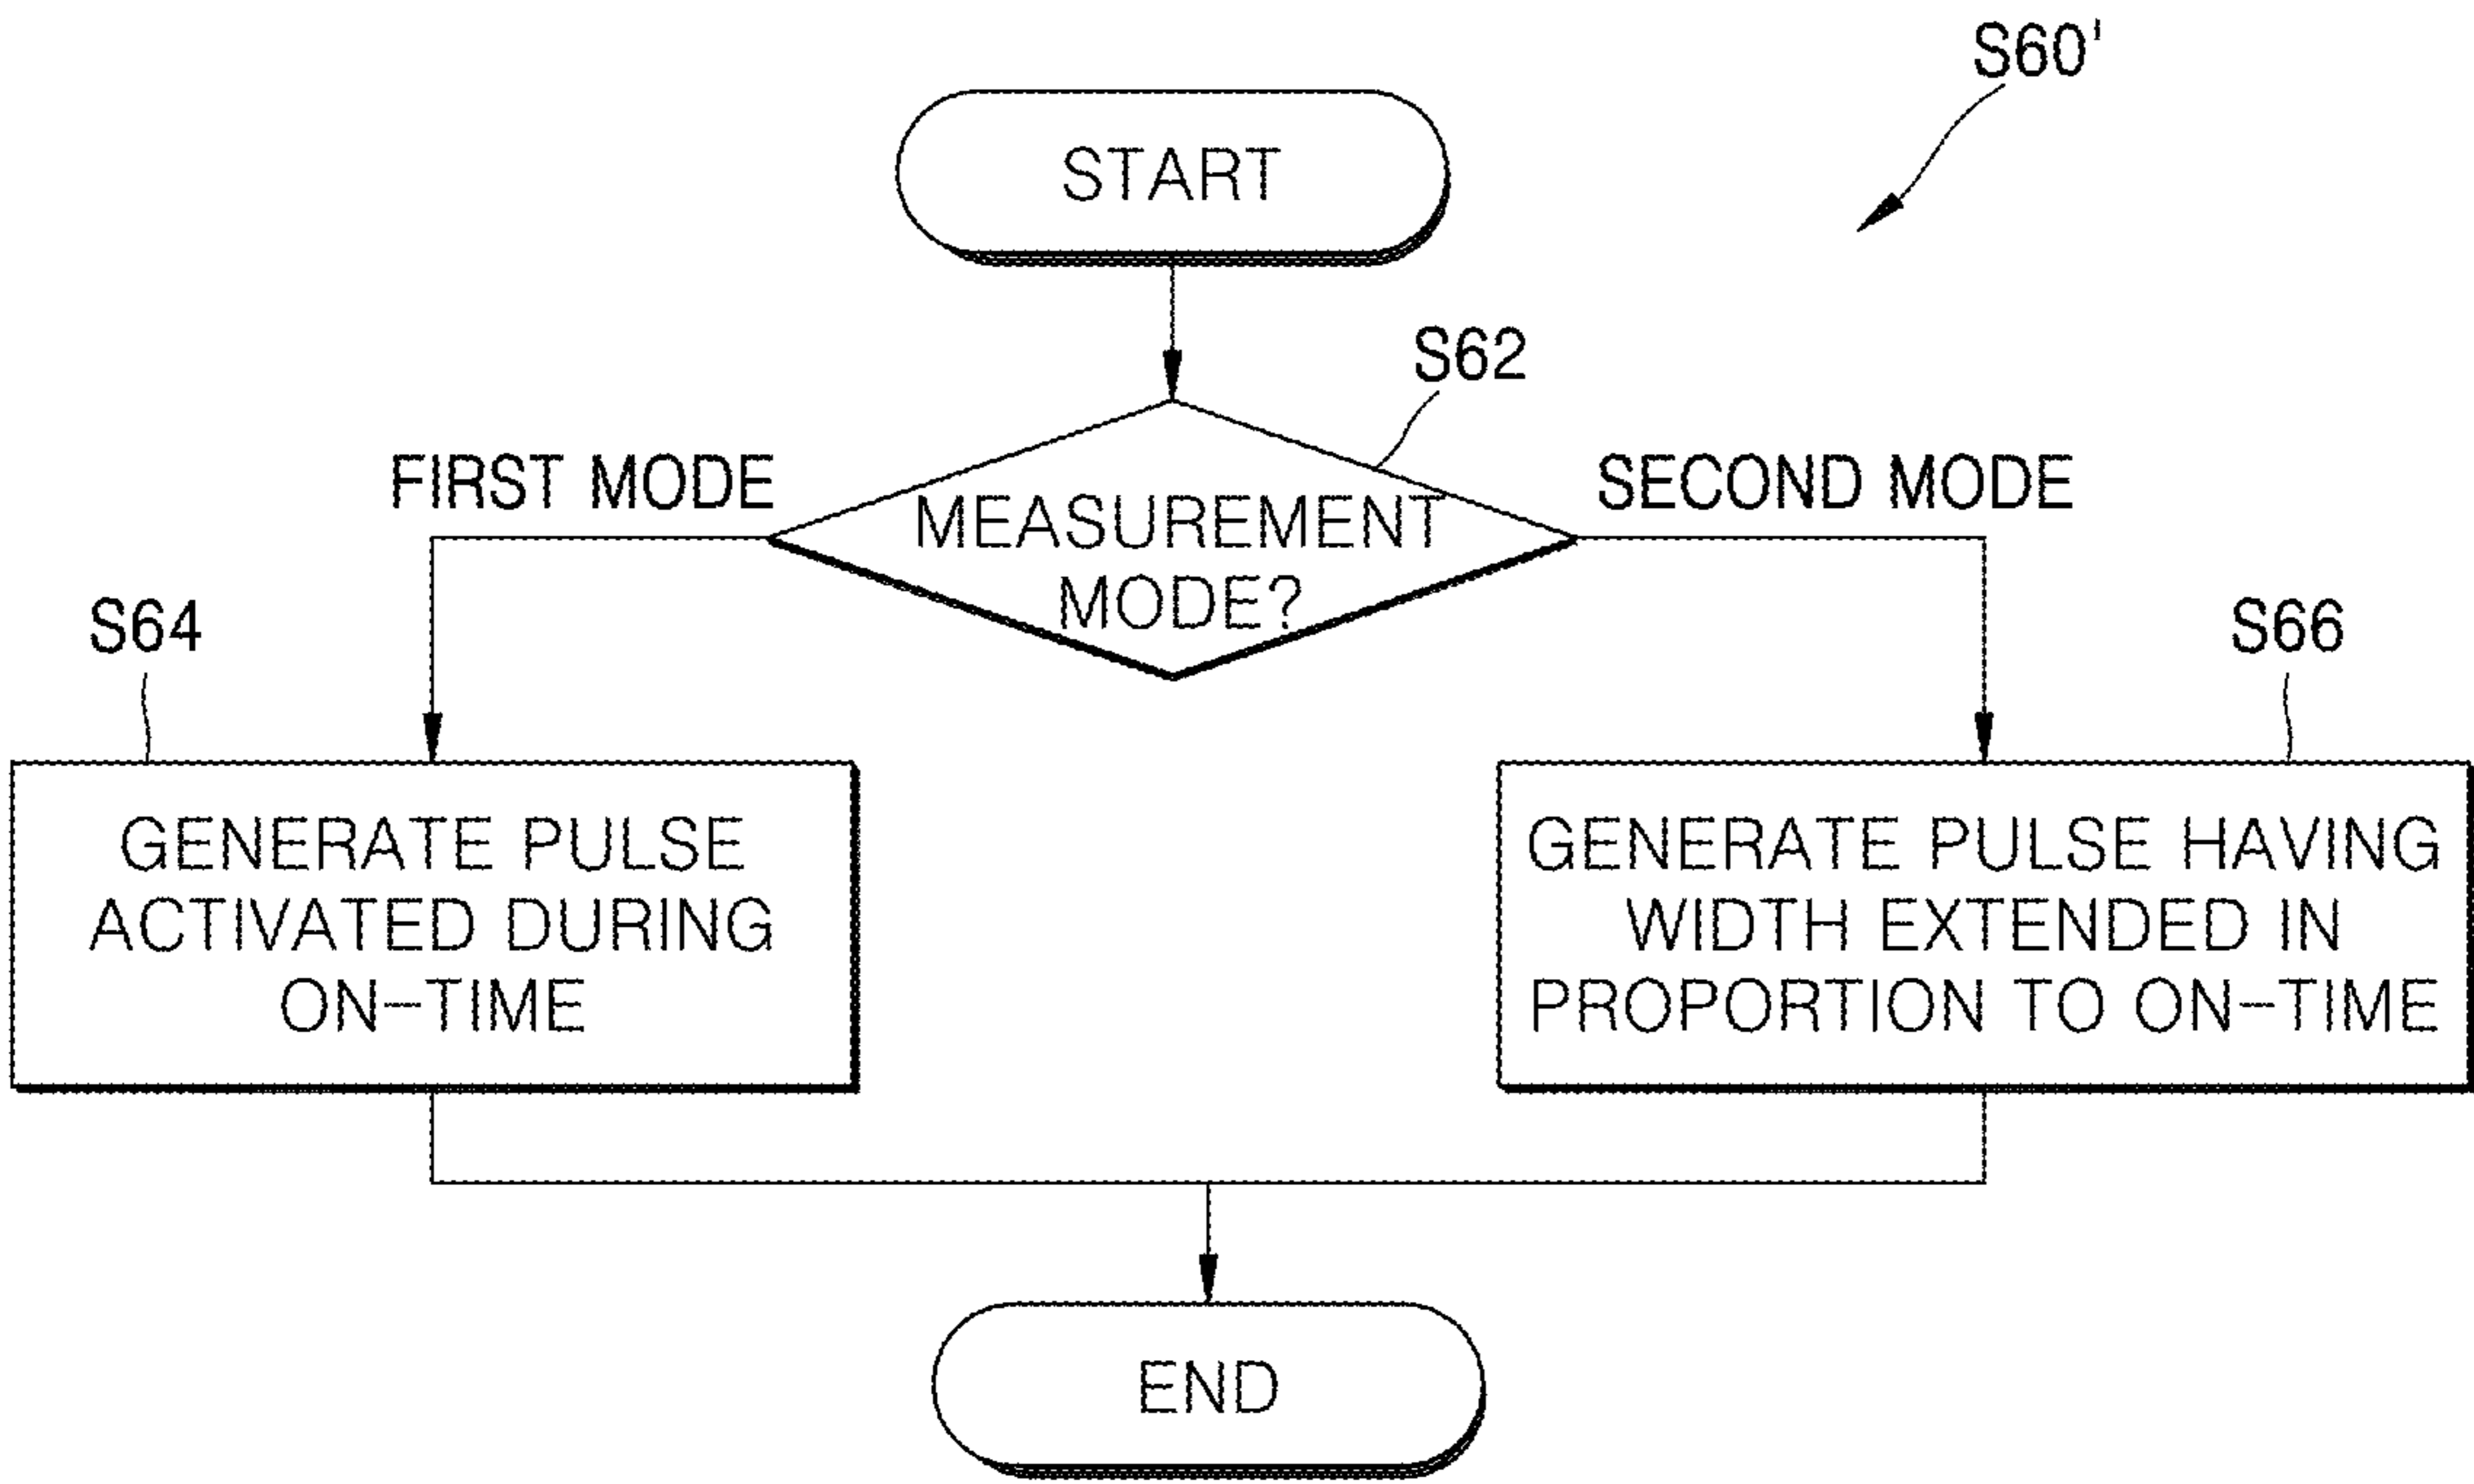 S60'
START
S62
FIRST MODE
SECOND MODE
MEASUREMENT
MODE?
S64
S66
GENERATE PULSE
ACTIVATED DURING
ON-TIME
GENERATE PULSE HAVING
WIDTH EXTENDED IN
PROPORTION TO ON-TIME
END